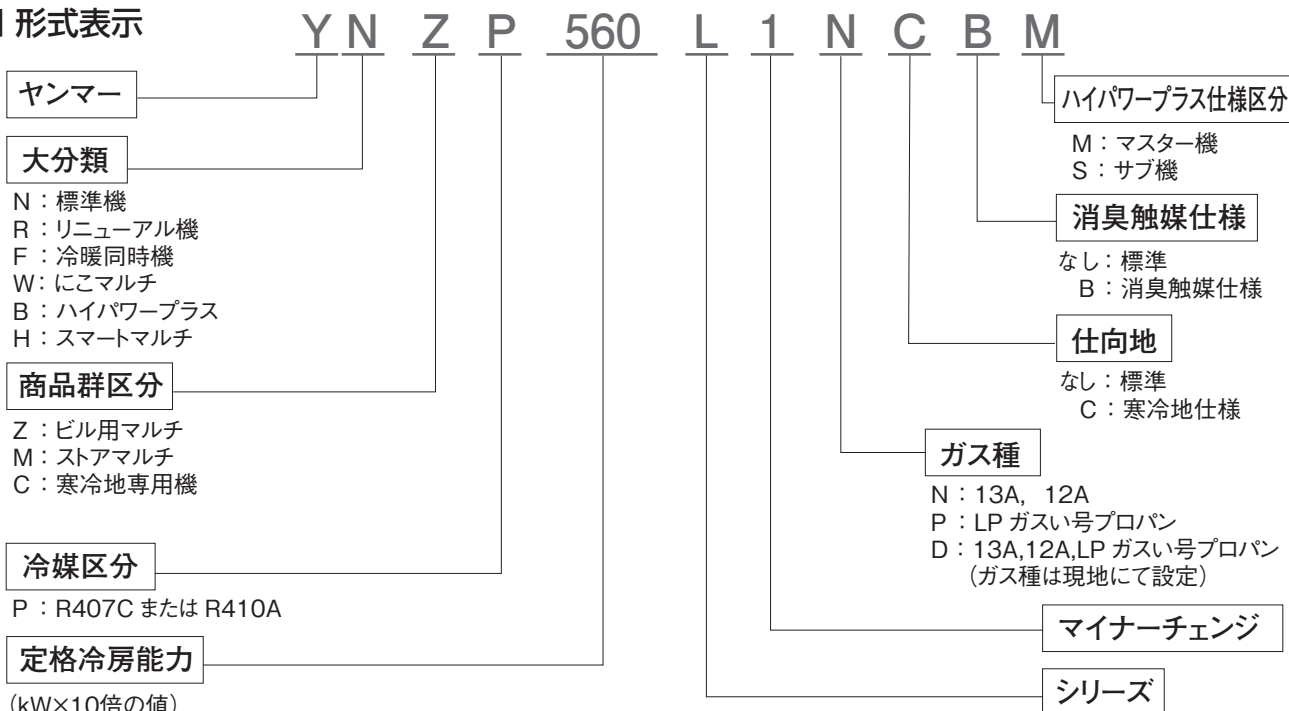 形式表示
Y N Z P 560 L 1 N C B M
ヤンマー
大分類
N：標準機
R：リニューアル機
F：冷暖同時機
W：にこマルチ
B：ハイパワープラス
H：スマートマルチ
商品群区分
Z：ビル用マルチ
M：ストアマルチ
C：寒冷地専用機
冷媒区分
P：R407C または R410A
定格冷房能力
(kW×10倍の値)
ハイパワープラス仕様区分
M：マスター機
S：サブ機
消臭触媒仕様
なし：標準
B：消臭触媒仕様
仕向地
なし：標準
C：寒冷地仕様
ガス種
N：13A, 12A
P：LP ガスい号プロパン
D：13A,12A,LP ガスい号プロパン
（ガス種は現地にて設定）
マイナーチェンジ
シリーズ